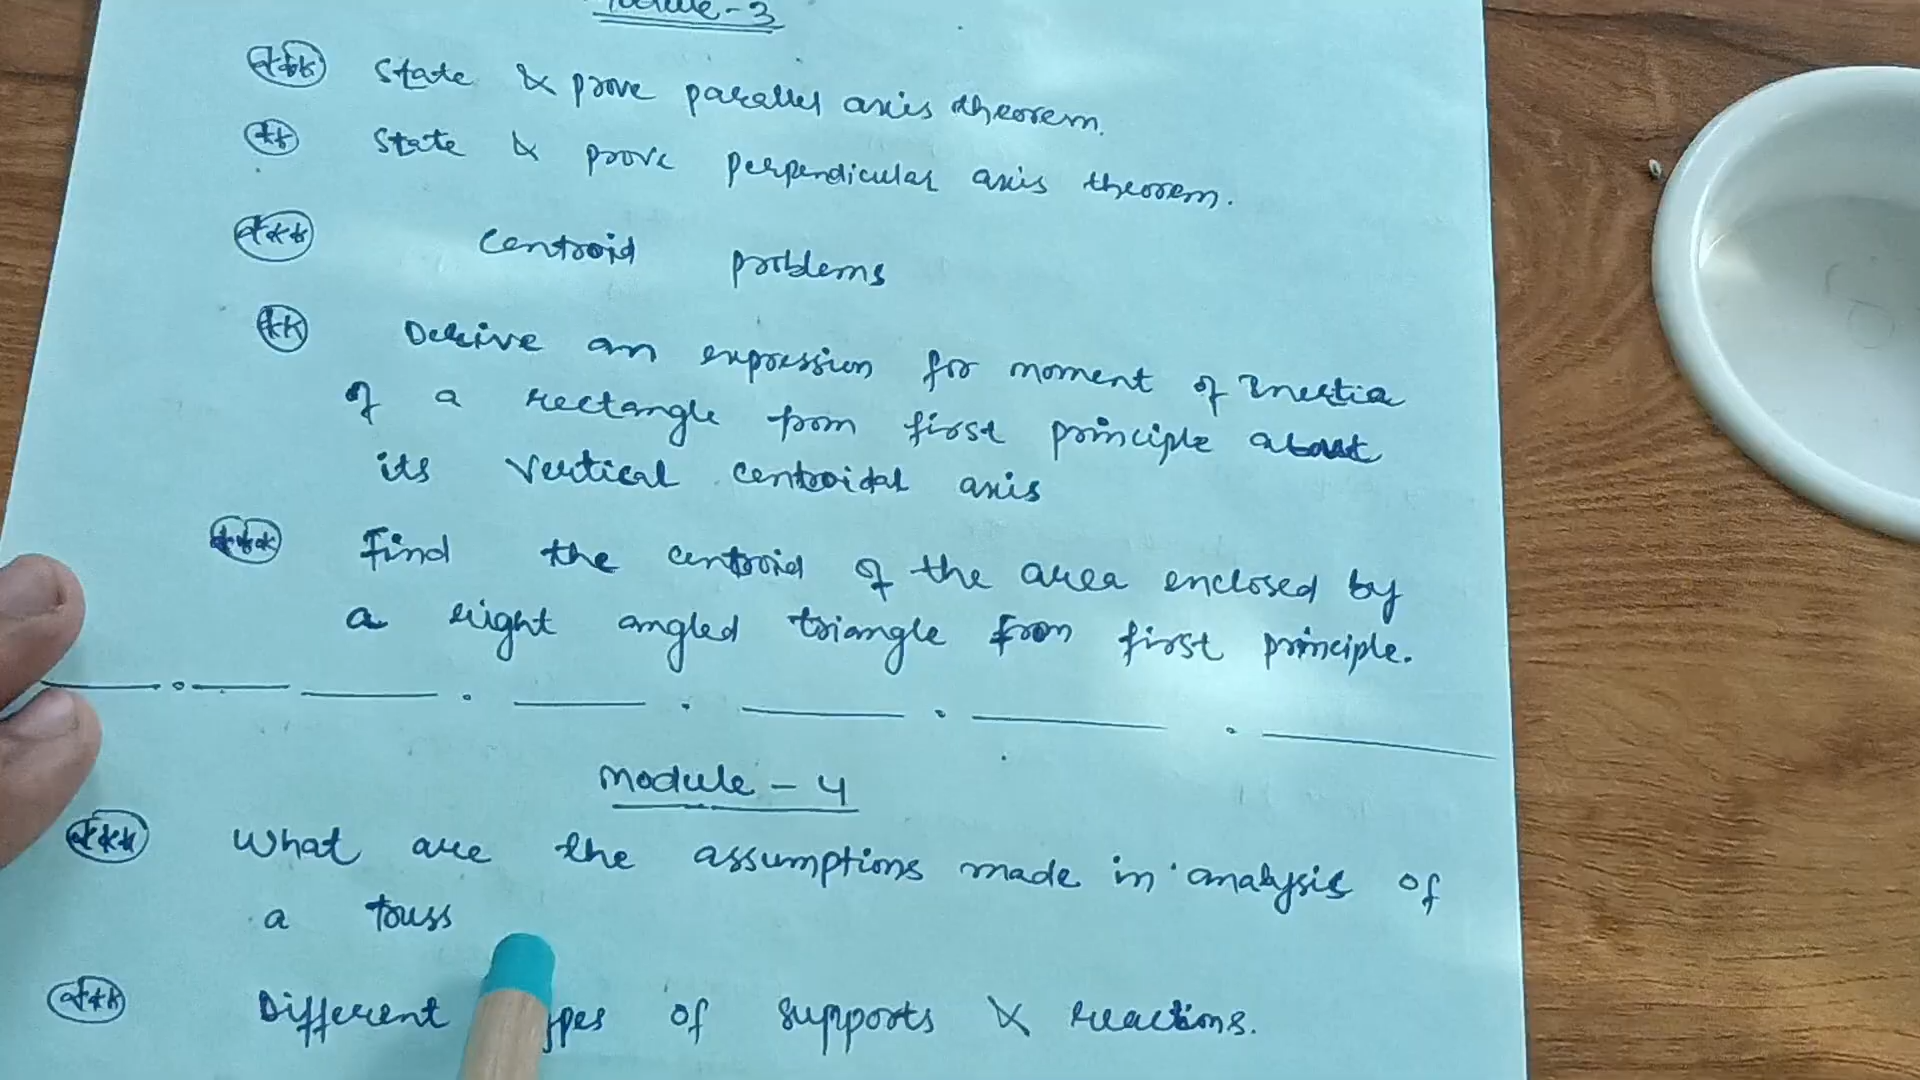 Module-3
*** State & prove parallel axis theorem.
** State & prove perpendicular axis theorem.
*** Centroid problems
** Derive an expression for moment of Inertia
of a rectangle from first principle about
its vertical centroidal axis
*** Find the centroid of the area enclosed by
a right angled triangle from first principle.
Module - 4
*** What are the assumptions made in analysis of
a truss
*** Different of supports & reactions.